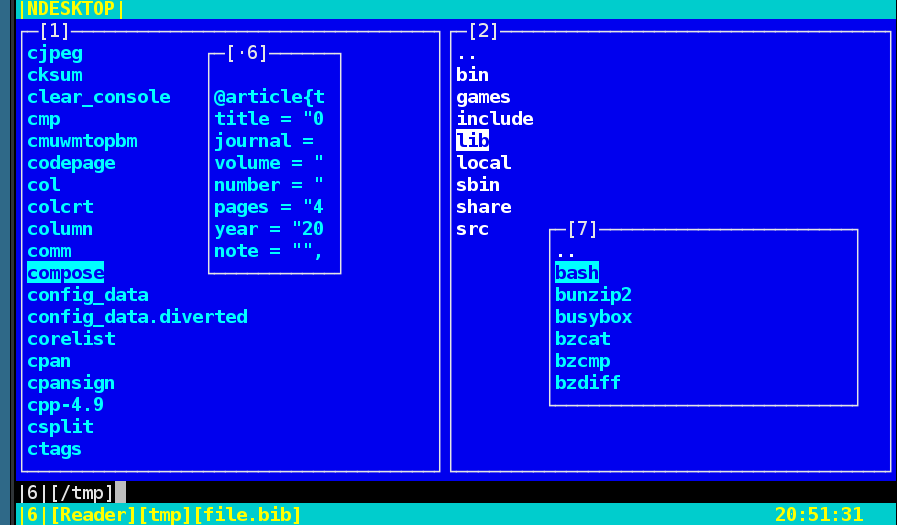 |NDESKTOP|
[1]
cjpeg
cksum
clear_console
cmp
cmuwmtopbm
codepage
col
colcrt
column
comm
compose
config_data
config_data.diverted
corelist
cpan
cpansign
cpp-4.9
csplit
ctags
[·6]
@article{t
title = "0
journal =
volume = "
number = "
pages = "4
year = "20
note = "",
[2]
..
bin
games
include
lib
local
sbin
share
src
[7]
..
bash
bunzip2
busybox
bzcat
bzcmp
bzdiff
|6|[/tmp]
|6|[Reader][tmp][file.bib] 20:51:31